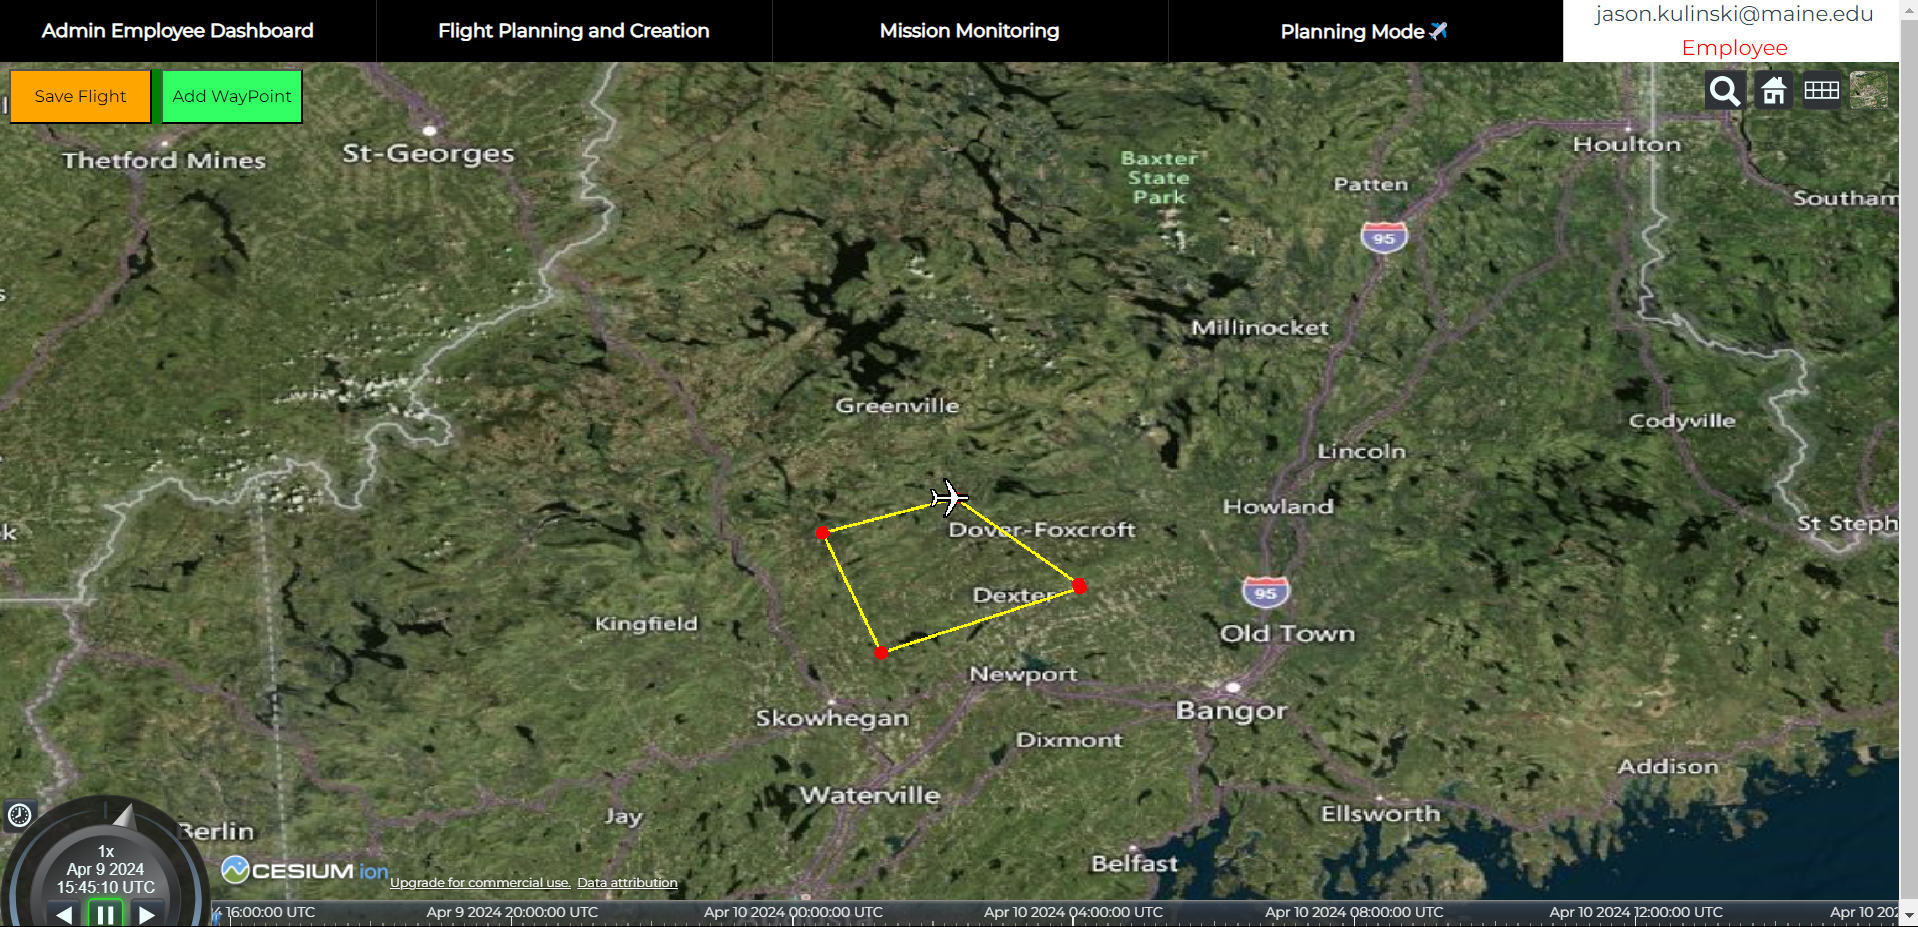 Admin Employee Dashboard
Flight Planning and Creation
Mission Monitoring
Planning Mode
jason.kulinski@maine.edu
Employee
Save Flight
Add WayPoint
Thetford Mines
St-Georges
Baxter
State
Park
Patten
Houlton
Southam
95
Millinocket
Greenville
Codyville
Lincoln
Howland
St Steph
k
Dover-Foxcroft
Dexter
95
Kingfield
Old Town
Newport
Bangor
Skowhegan
Dixmont
Addison
Waterville
Jay
Ellsworth
Berlin
Belfast
1x
Apr 9 2024
15:45:10 UTC
CESIUM ion
Upgrade for commercial use. Data attribution
16:00:00 UTC
Apr 9 2024 20:00:00 UTC
Apr 10 2024 00:00:00 UTC
Apr 10 2024 04:00:00 UTC
Apr 10 2024 08:00:00 UTC
Apr 10 2024 12:00:00 UTC
Apr 10 202